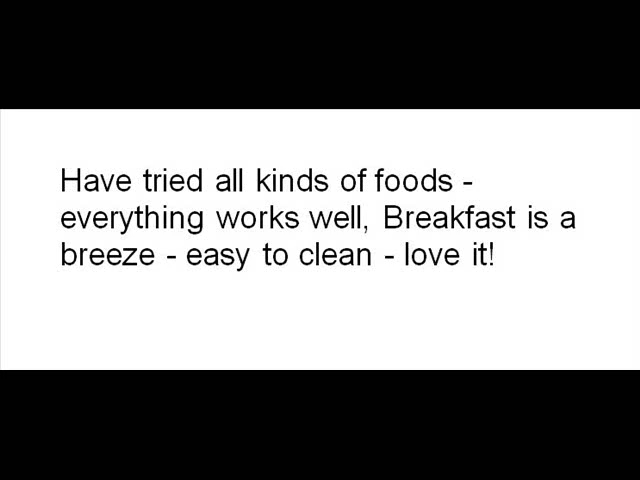 Have tried all kinds of foods -
everything works well, Breakfast is a
breeze - easy to clean - love it!